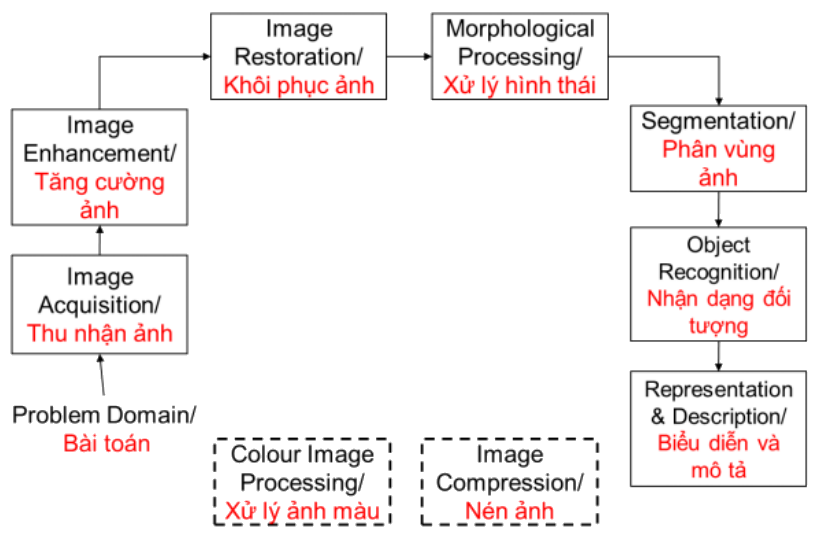 Image
Restoration/
Khôi phục ảnh
Morphological
Processing/
Xử lý hình thái
Image
Enhancement/
Tăng cường
ảnh
Segmentation/
Phân vùng
ảnh
Image
Acquisition/
Thu nhận ảnh
Object
Recognition/
Nhận dạng đối
tượng
Problem Domain/
Bài toán
Representation
& Description/
Biểu diễn và
mô tả
Colour Image
Processing/
Xử lý ảnh màu
Image
Compression/
Nén ảnh